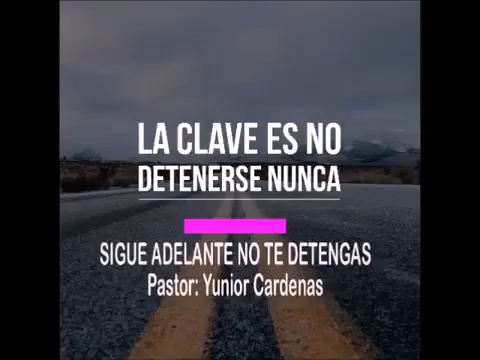 LA CLAVE ES NO
DETENERSE NUNCA
SIGUE ADELANTE NO TE DETENGAS
Pastor: Yunior Cardenas